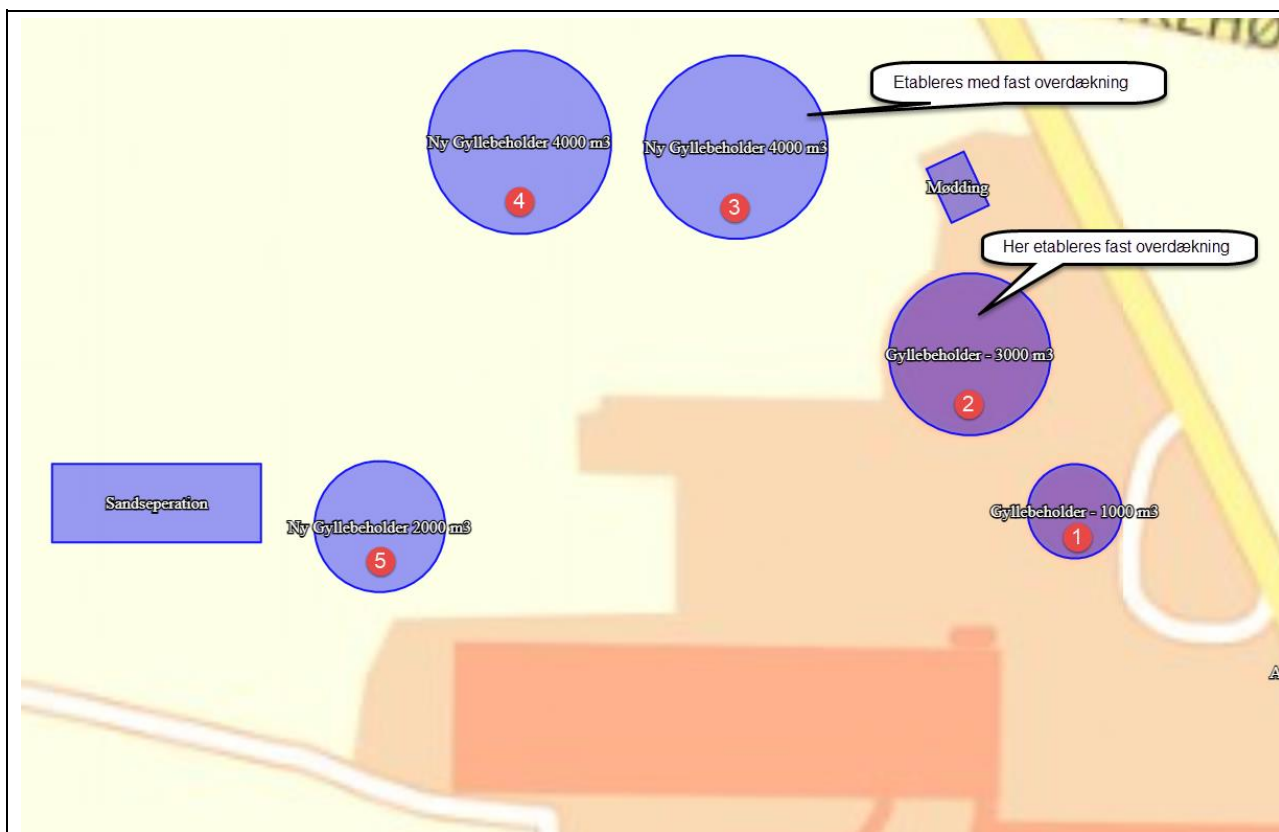 Etableres med fast overdækning
Ny Gyllebeholder 4000 m3
Ny Gyllebeholder 4000 m3
4
3
Mødding
Her etableres fast overdækning
Gyllebeholder - 3000 m3
2
Sandseperation
Ny Gyllebeholder 2000 m3
5
Gyllebeholder - 1000 m3
1
A